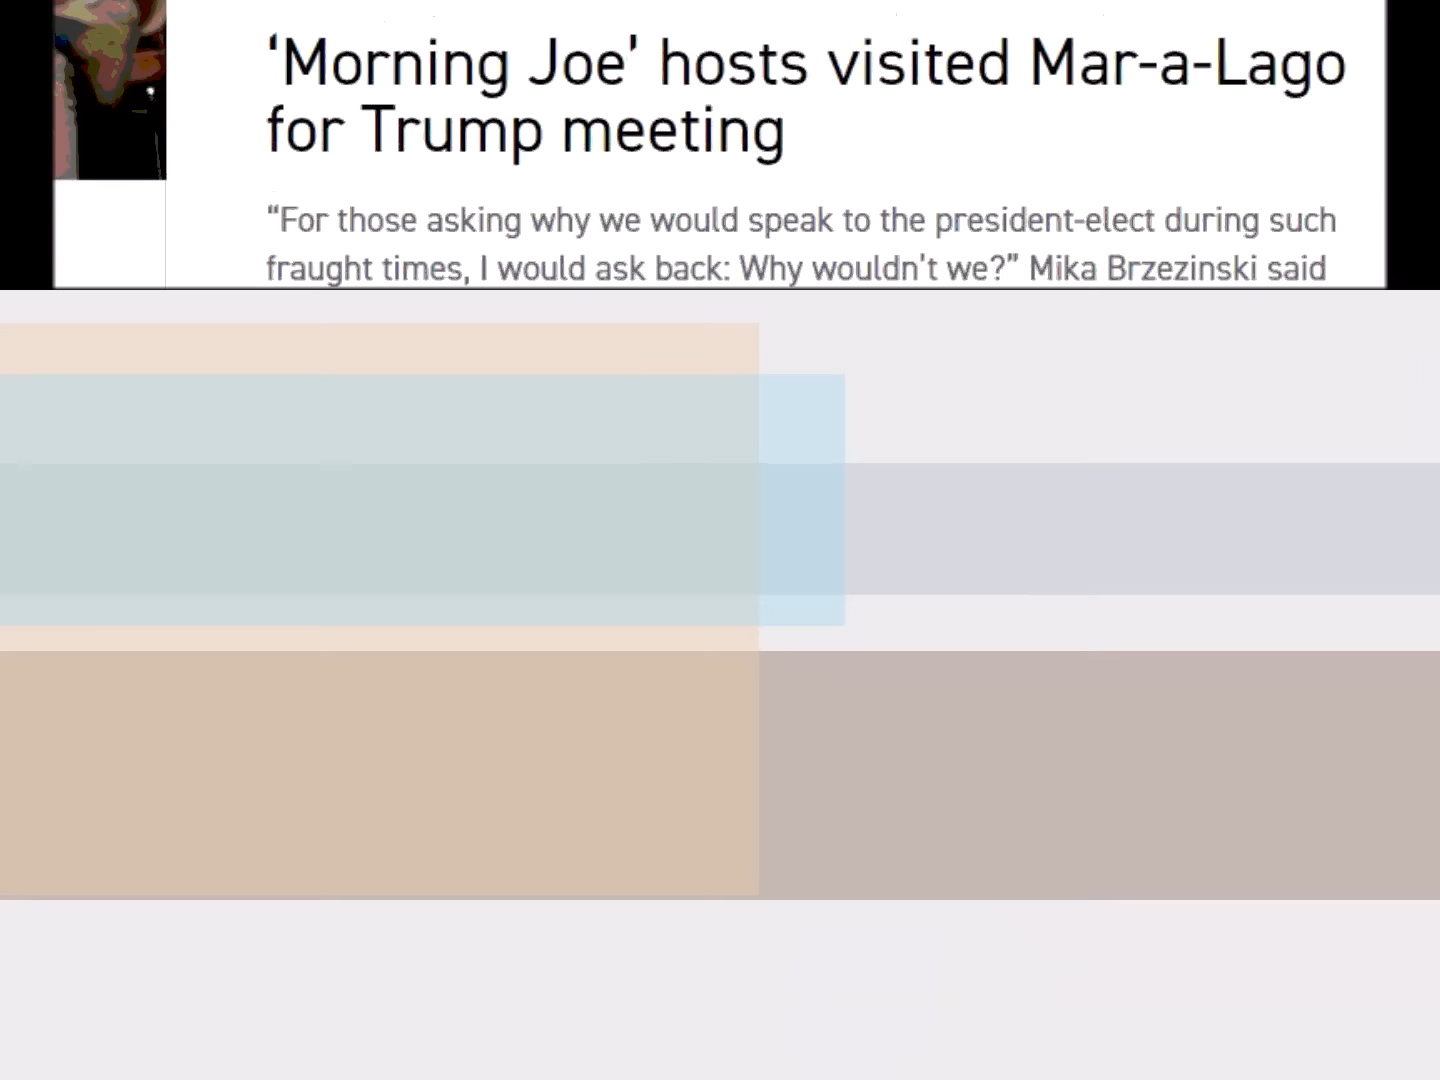 ‘Morning Joe’ hosts visited Mar-a-Lago
for Trump meeting
“For those asking why we would speak to the president-elect during such
fraught times, I would ask back: Why wouldn’t we?” Mika Brzezinski said